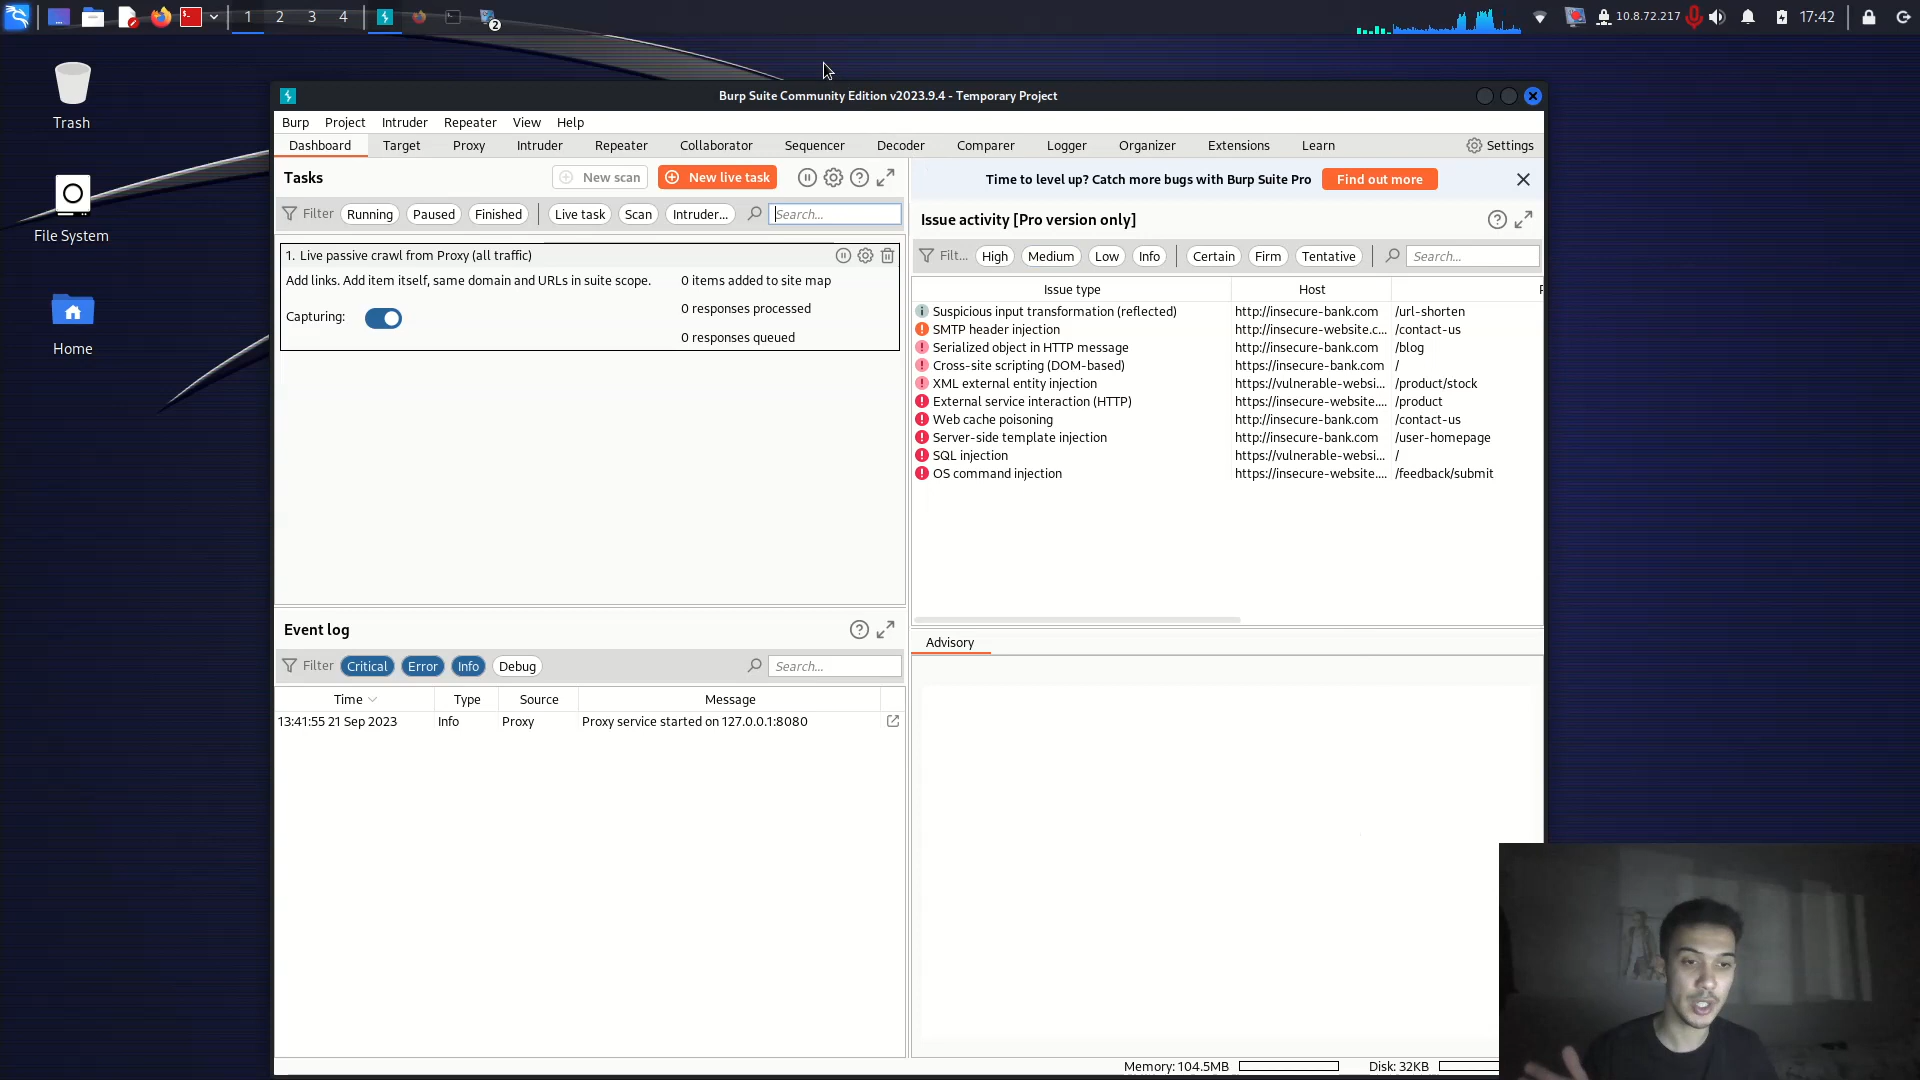 1 2 3 4 2 10.8.72.217 17:42
Trash
File System
Home
Burp Suite Community Edition v2023.9.4 - Temporary Project
Burp Project Intruder Repeater View Help
Dashboard Target Proxy Intruder Repeater Collaborator Sequencer Decoder Comparer Logger Organizer Extensions Learn Settings
Tasks New scan New live task
Filter Running Paused Finished Live task Scan Intruder... Search...
1. Live passive crawl from Proxy (all traffic)
Add links. Add item itself, same domain and URLs in suite scope. 0 items added to site map
0 responses processed
Capturing:
0 responses queued
Time to level up? Catch more bugs with Burp Suite Pro Find out more
Issue activity [Pro version only]
Filt... High Medium Low Info Certain Firm Tentative Search...
Issue type Host
Suspicious input transformation (reflected) http://insecure-bank.com /url-shorten
SMTP header injection http://insecure-website.c... /contact-us
Serialized object in HTTP message http://insecure-bank.com /blog
Cross-site scripting (DOM-based) http://insecure-bank.com /
XML external entity injection https://vulnerable-websi... /product/stock
External service interaction (HTTP) https://insecure-website.... /product
Web cache poisoning http://insecure-bank.com /contact-us
Server-side template injection http://insecure-bank.com /user-homepage
SQL injection https://vulnerable-websi... /
OS command injection https://insecure-website.... /feedback/submit
Event log
Filter Critical Error Info Debug Search...
Time Type Source Message
13:41:55 21 Sep 2023 Info Proxy Proxy service started on 127.0.0.1:8080
Advisory
Memory: 104.5MB Disk: 32KB